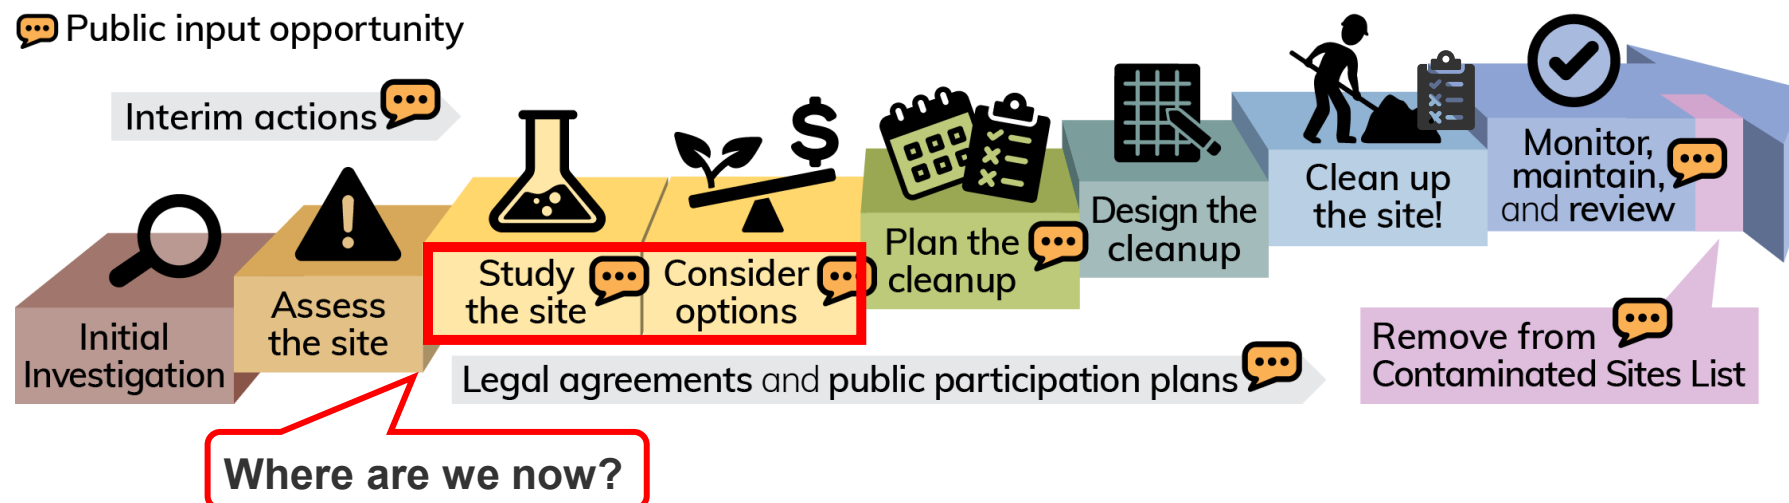 Public input opportunity
Interim actions
Initial
Investigation
Assess
the site
Study
the site
Consider
options
Plan the
cleanup
Design the
cleanup
Clean up
the site!
Monitor,
maintain,
and review
Legal agreements and public participation plans
Remove from
Contaminated Sites List
Where are we now?